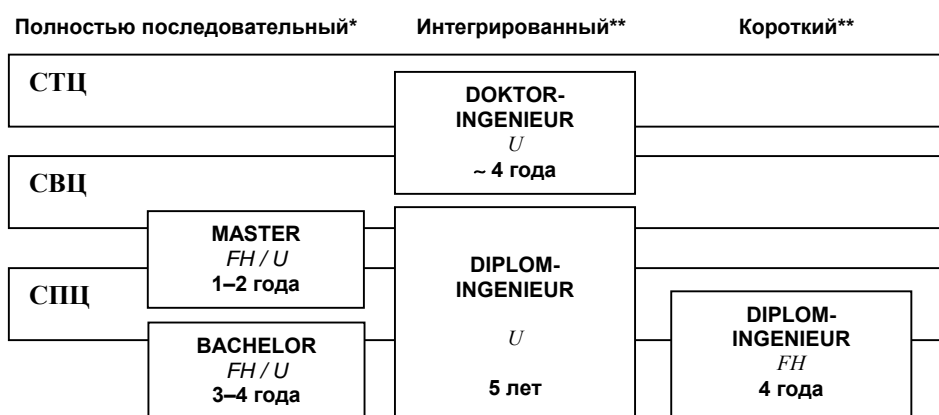 Полностью последовательный* Интегрированный** Короткий**
СТЦ
DOKTOR-
INGENIEUR
U
~ 4 года
СВЦ
MASTER
FH / U
1–2 года
СПЦ
BACHELOR
FH / U
3–4 года
DIPLOM-
INGENIEUR
U
5 лет
DIPLOM-
INGENIEUR
FH
4 года